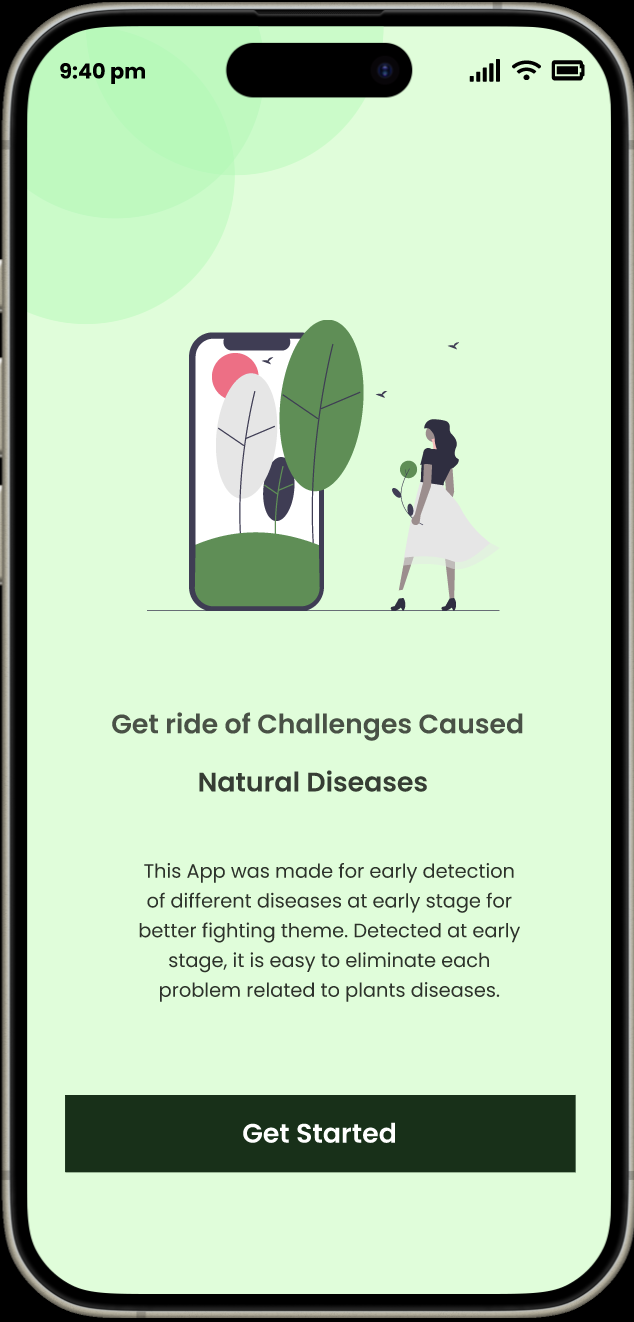 9:40 pm
Get ride of Challenges Caused
Natural Diseases
This App was made for early detection
of different diseases at early stage for
better fighting theme. Detected at early
stage, it is easy to eliminate each
problem related to plants diseases.
Get Started